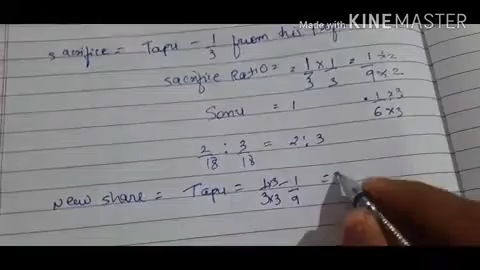 Made with KINEMASTER
sacrifice = Tapu - 1/3 from his
sacrifice Ratio = 1/3 × 1/3 = 1×2/9×2
Sonu = 1 1×3/6×3
2/18 : 3/18 = 2:3
New share = Tapu = 1×3/3×3 - 1/9 =